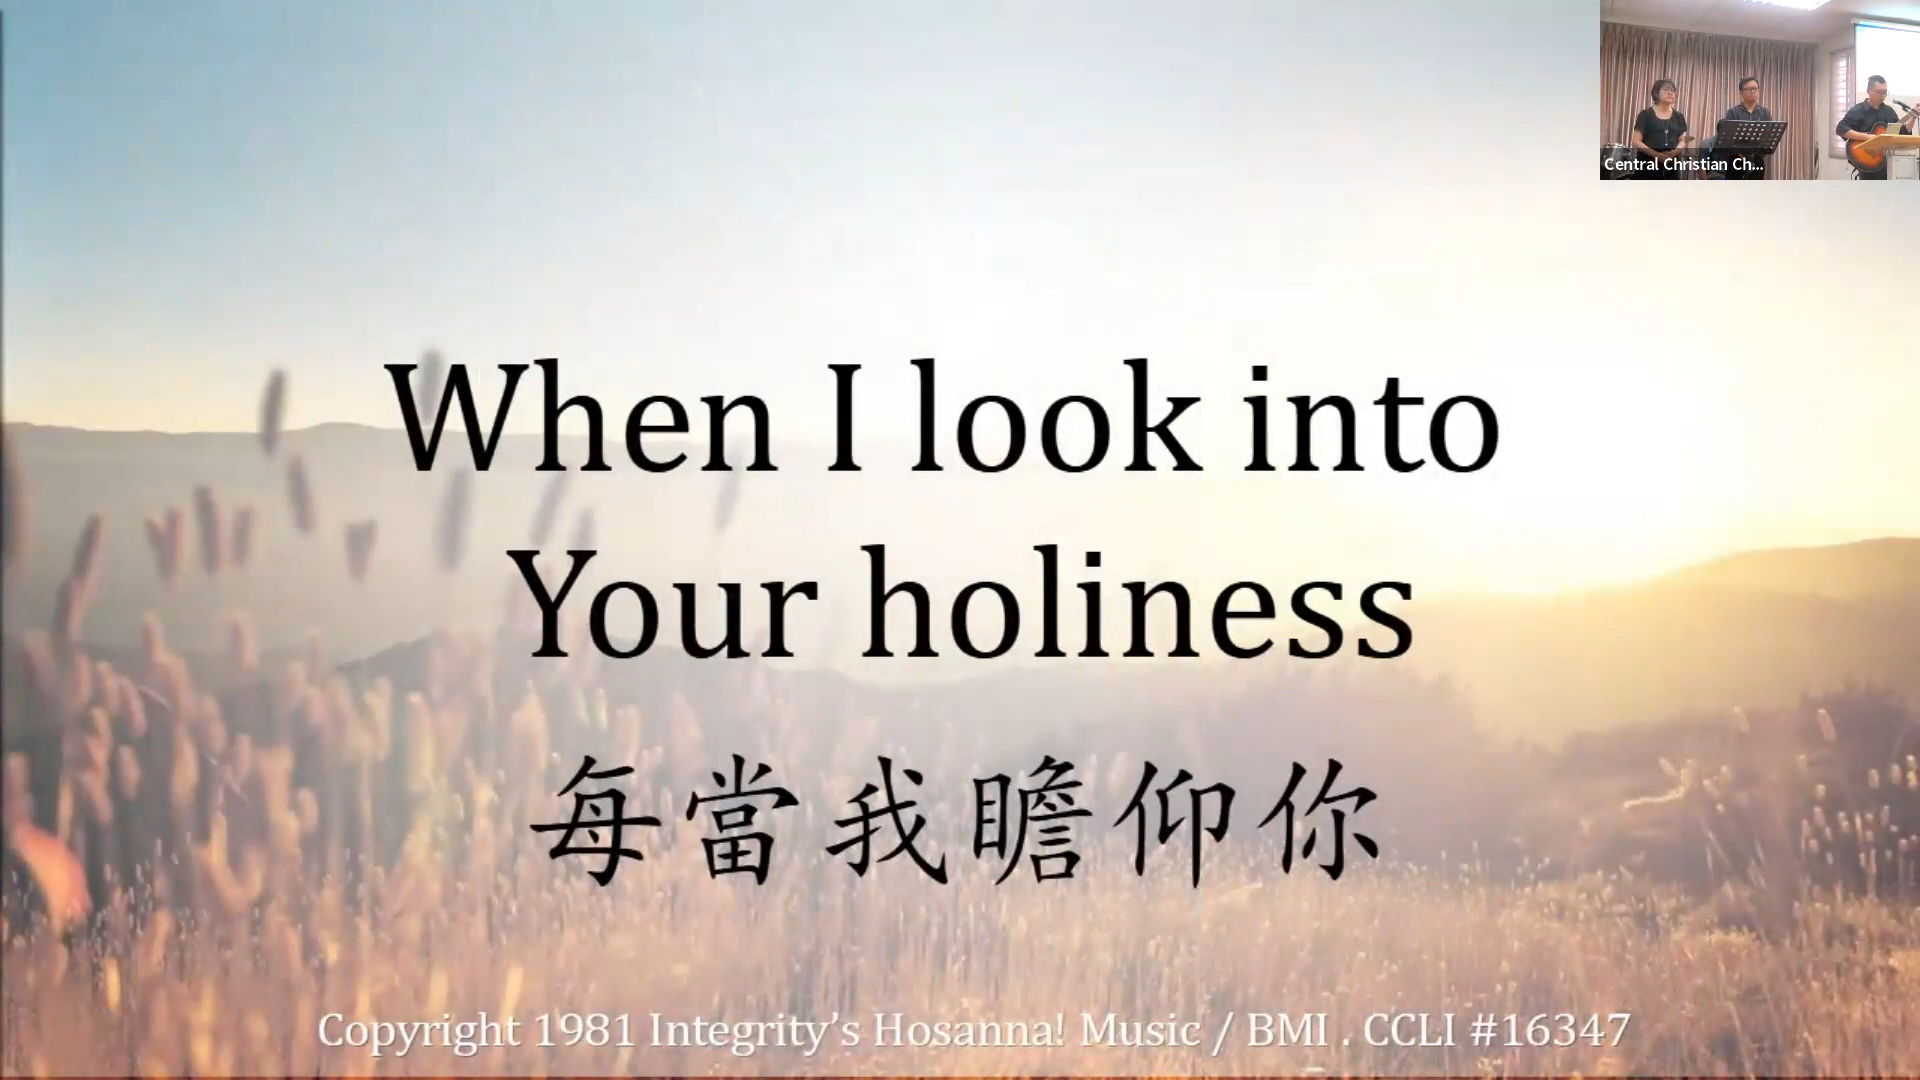 Central Christian Ch...
When I look into
Your holiness
每當我瞻仰你
Copyright 1981 Integrity's Hosanna! Music / BMI . CCLI #16347